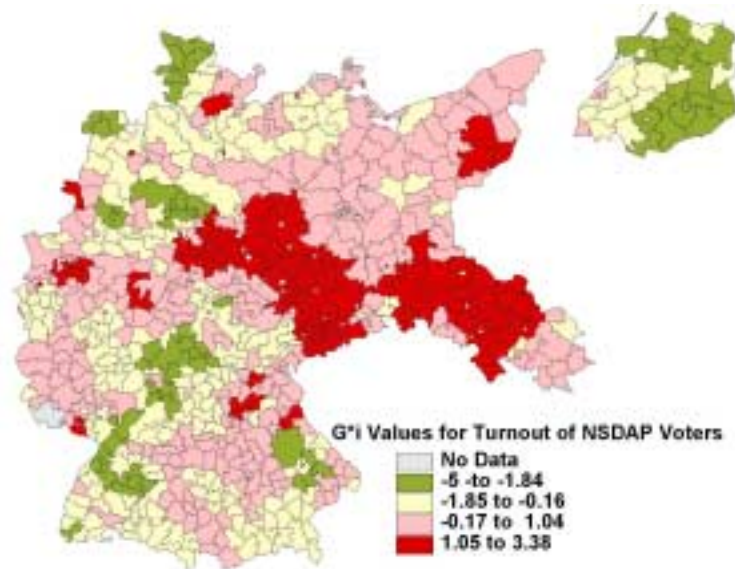 G*i Values for Turnout of NSDAP Voters
No Data
-5 -to -1.84
-1.85 to -0.16
-0.17 to 1.04
1.05 to 3.38